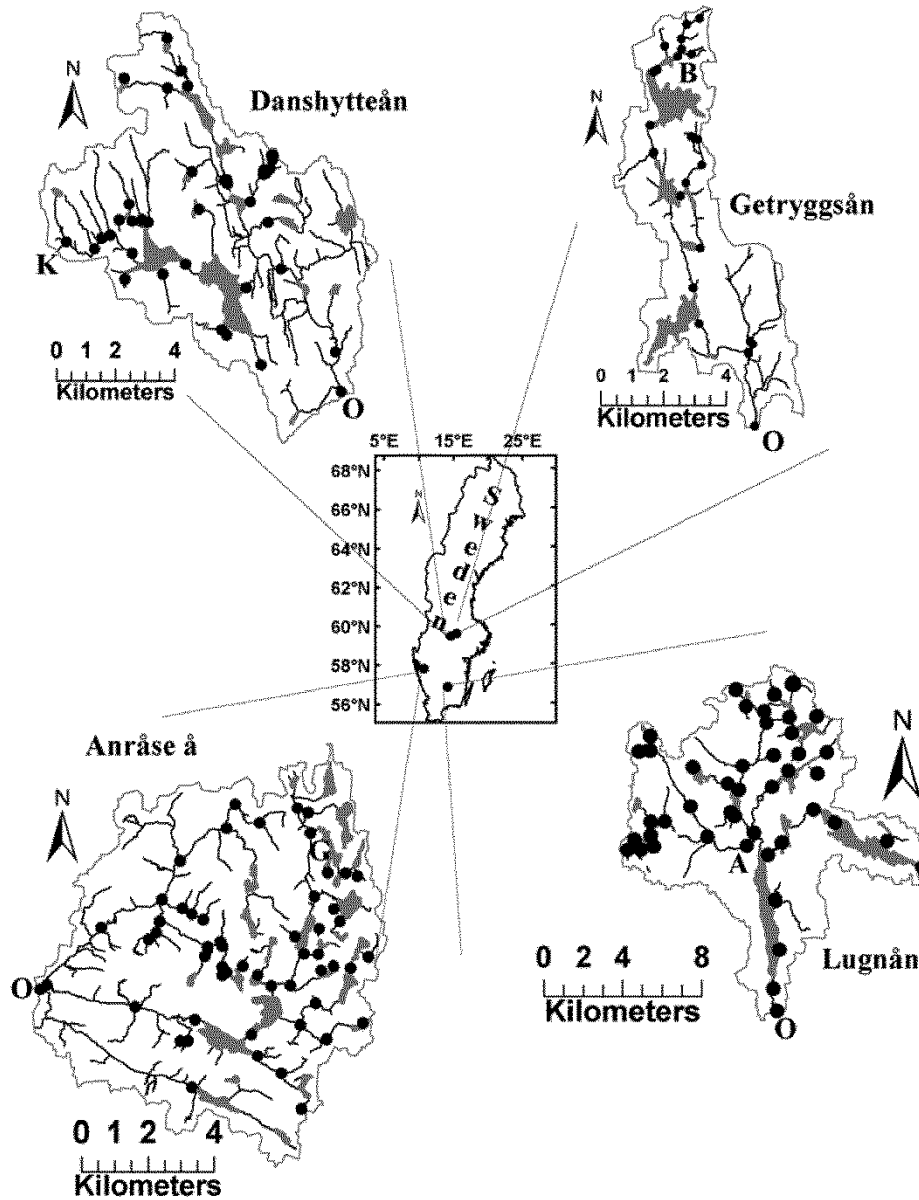 N
Danshytteån
K
0 1 2 4
Kilometers
O
B
N
Getryggsån
0 1 2 4
Kilometers
O
5°E 15°E 25°E
68°N
66°N
64°N
62°N
60°N
58°N
56°N
N
Sweden
Anråse å
N
G
O
0 1 2 4
Kilometers
N
A
Lugnån
0 2 4 8
Kilometers
O